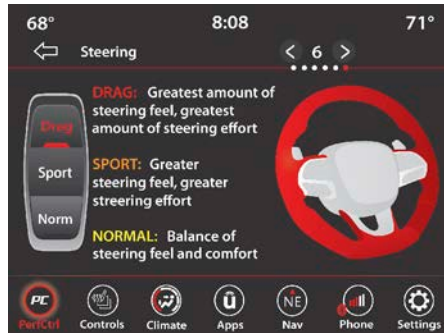 68° 8:08 71°
Steering < 6 >
DRAG: Greatest amount of
steering feel, greatest
amount of steering effort
Drag
Sport
Norm
SPORT: Greater
steering feel, greater
streering effort
NORMAL: Balance of
steering feel and comfort
PC û NE
PerfCtrl Controls Climate Apps Nav Phone Settings